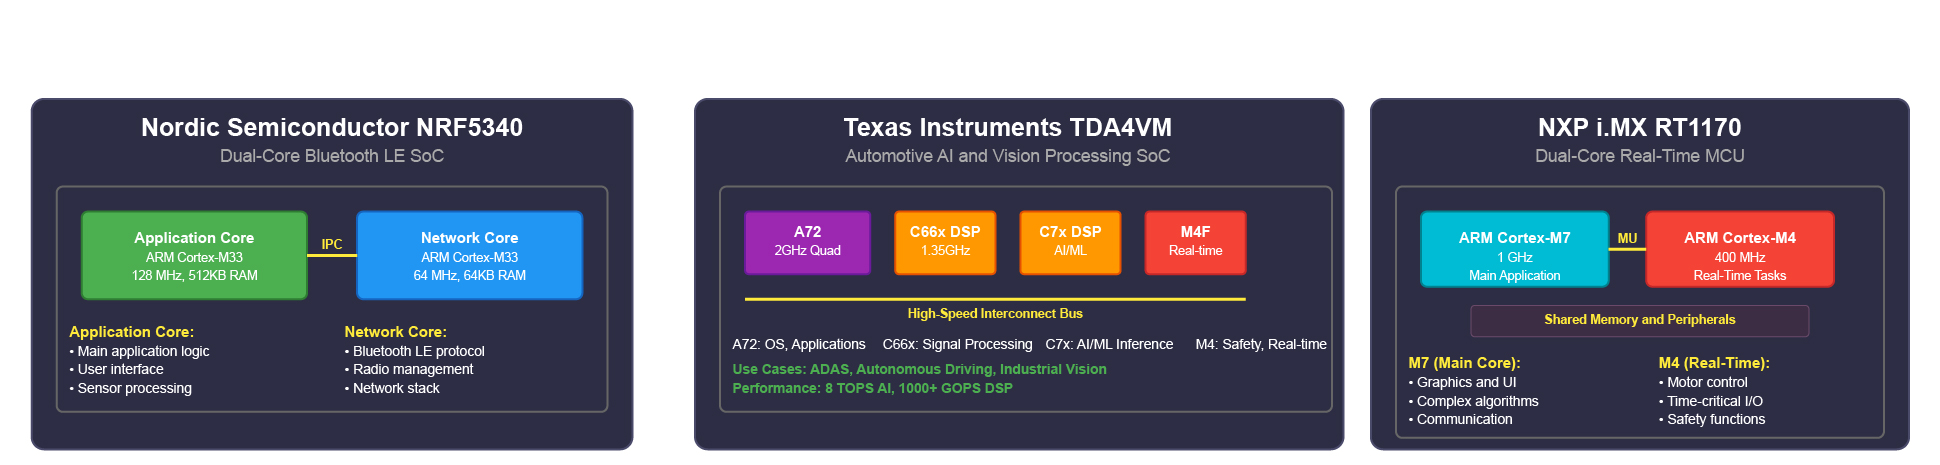 Nordic Semiconductor NRF5340
Dual-Core Bluetooth LE SoC
Application Core
ARM Cortex-M33
128 MHz, 512KB RAM
IPC
Network Core
ARM Cortex-M33
64 MHz, 64KB RAM
Application Core:
• Main application logic
• User interface
• Sensor processing
Network Core:
• Bluetooth LE protocol
• Radio management
• Network stack
Texas Instruments TDA4VM
Automotive AI and Vision Processing SoC
A72
2GHz Quad
C66x DSP
1.35GHz
C7x DSP
AI/ML
M4F
Real-time
High-Speed Interconnect Bus
A72: OS, Applications C66x: Signal Processing C7x: AI/ML Inference M4: Safety, Real-time
Use Cases: ADAS, Autonomous Driving, Industrial Vision
Performance: 8 TOPS AI, 1000+ GOPS DSP
NXP i.MX RT1170
Dual-Core Real-Time MCU
ARM Cortex-M7
1 GHz
Main Application
MU
ARM Cortex-M4
400 MHz
Real-Time Tasks
Shared Memory and Peripherals
M7 (Main Core):
• Graphics and UI
• Complex algorithms
• Communication
M4 (Real-Time):
• Motor control
• Time-critical I/O
• Safety functions